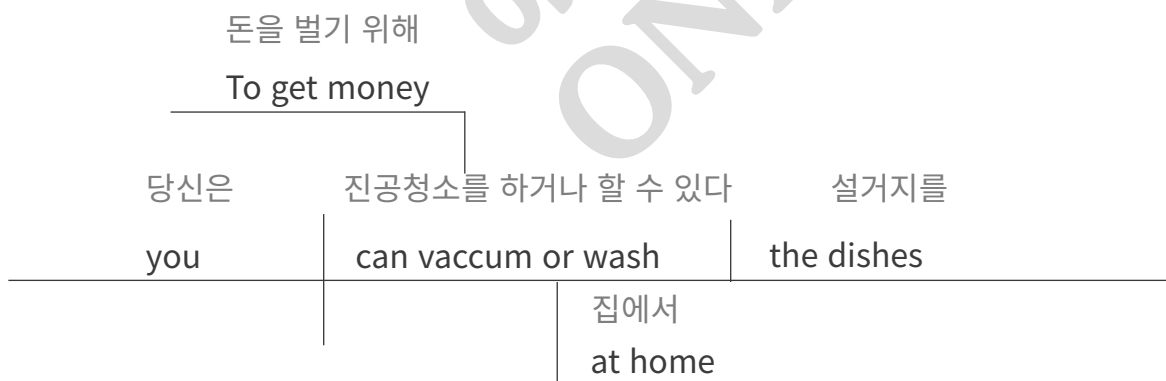 돈을 벌기 위해
To get money
당신은 진공청소를 하거나 할 수 있다 설거지를
you can vaccum or wash the dishes
집에서
at home